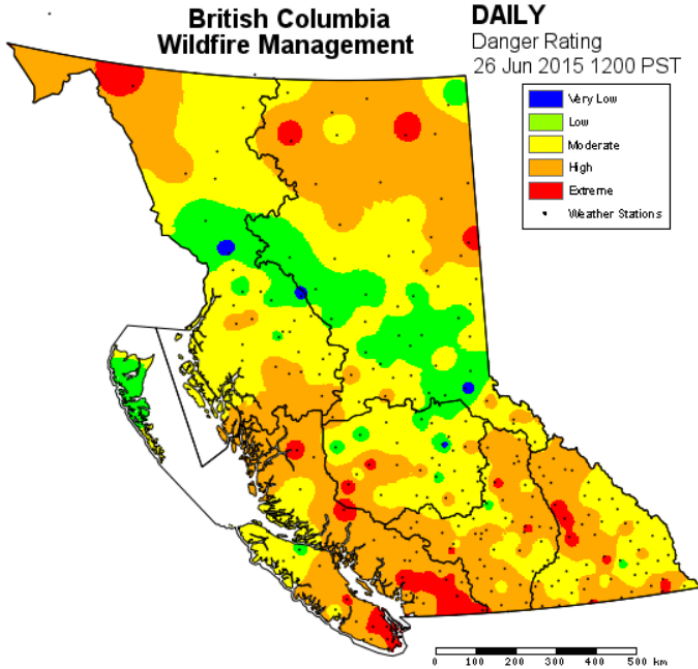 British Columbia
Wildfire Management
DAILY
Danger Rating
26 Jun 2015 1200 PST
Very Low
Low
Moderate
High
Extreme
Weather Stations
0 100 200 300 400 500 km